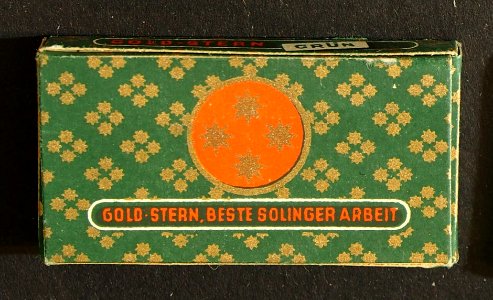 GOLD-STERN GRÜN
GOLD-STERN, BESTE SOLINGER ARBEIT